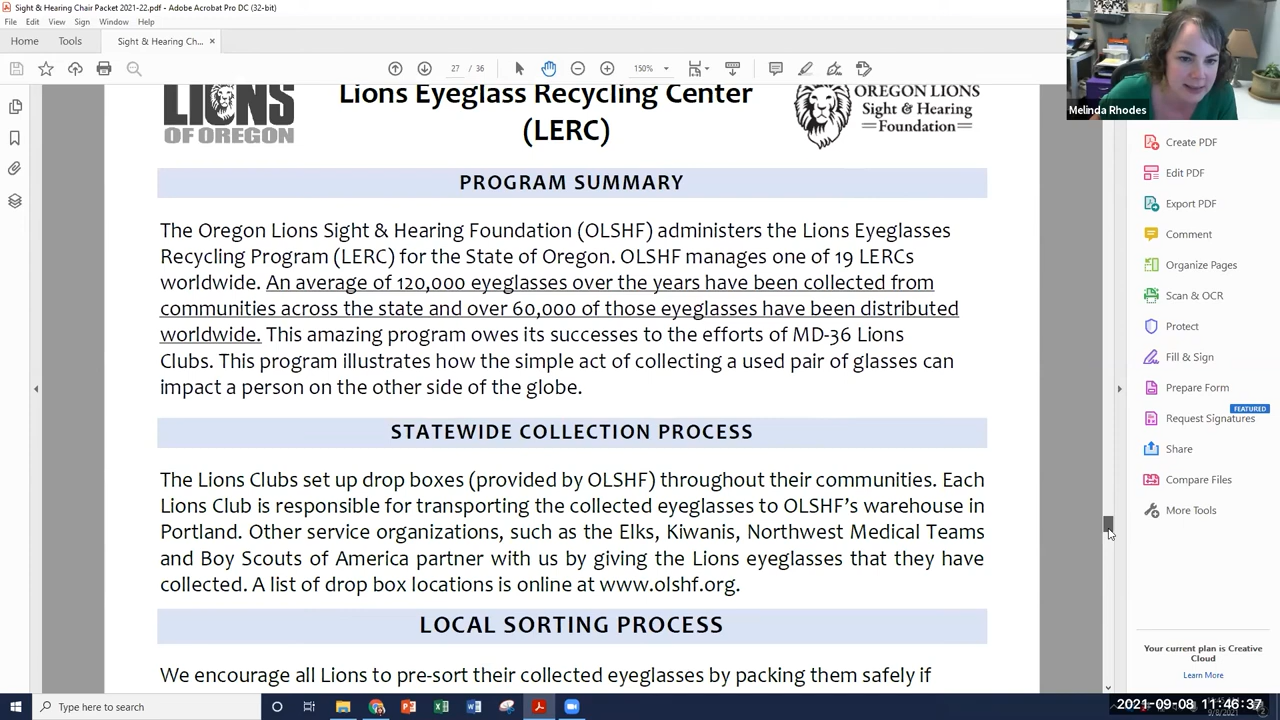 Sight & Hearing Chair Packet 2021-22.pdf - Adobe Acrobat Pro DC (32-bit)
File Edit View Sign Window Help
Home Tools Sight & Hearing Ch... ×
27 / 36 150%
Melinda Rhodes
LIONS
OF OREGON
Lions Eyeglass Recycling Center
(LERC)
OREGON LIONS
Sight & Hearing
Foundation
PROGRAM SUMMARY
The Oregon Lions Sight & Hearing Foundation (OLSHF) administers the Lions Eyeglasses
Recycling Program (LERC) for the State of Oregon. OLSHF manages one of 19 LERCs
worldwide. An average of 120,000 eyeglasses over the years have been collected from
communities across the state and over 60,000 of those eyeglasses have been distributed
worldwide. This amazing program owes its successes to the efforts of MD-36 Lions
Clubs. This program illustrates how the simple act of collecting a used pair of glasses can
impact a person on the other side of the globe.
STATEWIDE COLLECTION PROCESS
The Lions Clubs set up drop boxes (provided by OLSHF) throughout their communities. Each
Lions Club is responsible for transporting the collected eyeglasses to OLSHF's warehouse in
Portland. Other service organizations, such as the Elks, Kiwanis, Northwest Medical Teams
and Boy Scouts of America partner with us by giving the Lions eyeglasses that they have
collected. A list of drop box locations is online at www.olshf.org.
LOCAL SORTING PROCESS
We encourage all Lions to pre-sort their collected eyeglasses by packing them safely if
Create PDF
Edit PDF
Export PDF
Comment
Organize Pages
Scan & OCR
Protect
Fill & Sign
Prepare Form
FEATURED
Request Signatures
Share
Compare Files
More Tools
Your current plan is Creative
Cloud
Learn More
Type here to search
2021-09-08 11:46:37